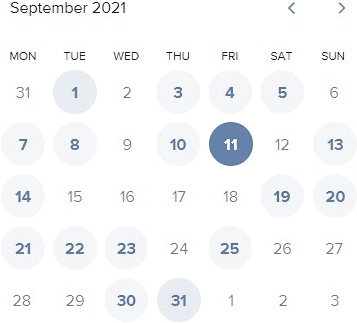 September 2021 < >
MON TUE WED THU FRI SAT SUN
31 1 2 3 4 5 6
7 8 9 10 11 12 13
14 15 16 17 18 19 20
21 22 23 24 25 26 27
28 29 30 31 1 2 3